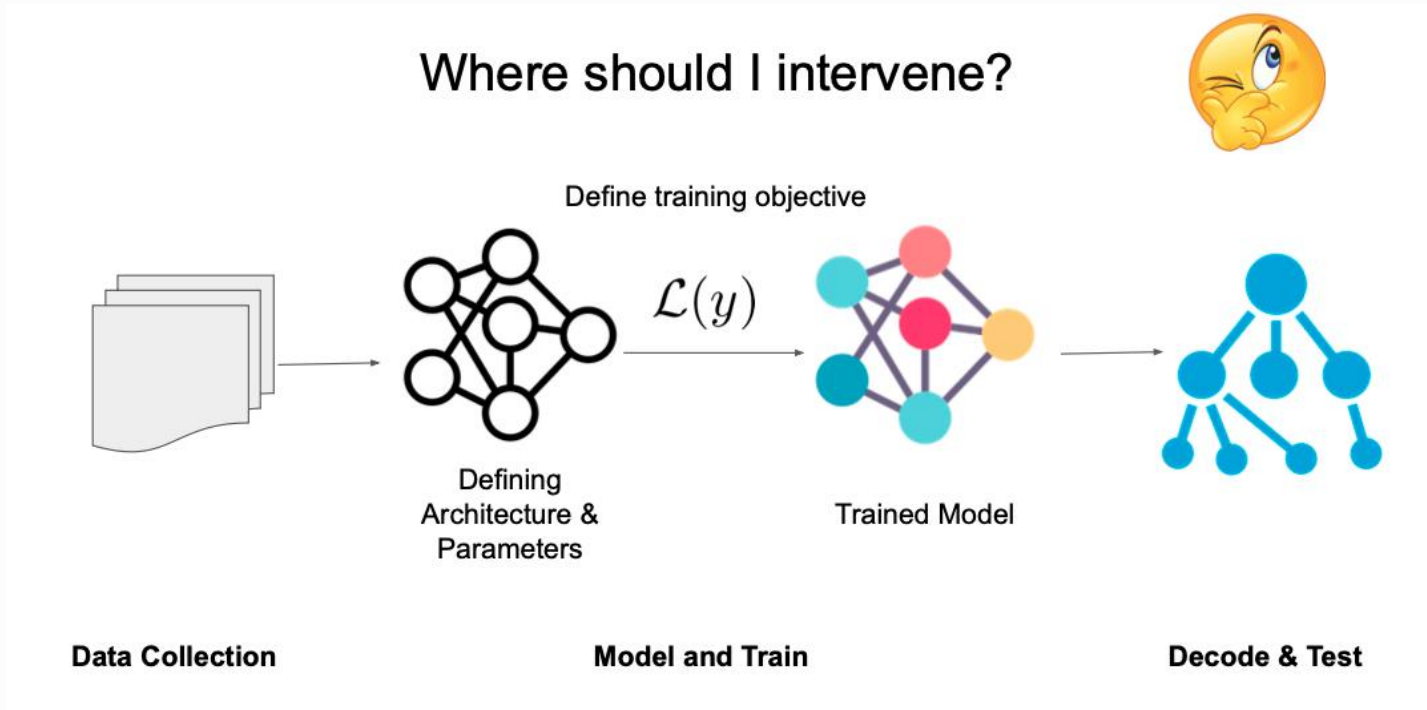 Where should I intervene?
Define training objective
ℒ(y)
Defining
Architecture &
Parameters
Trained Model
Data Collection
Model and Train
Decode & Test